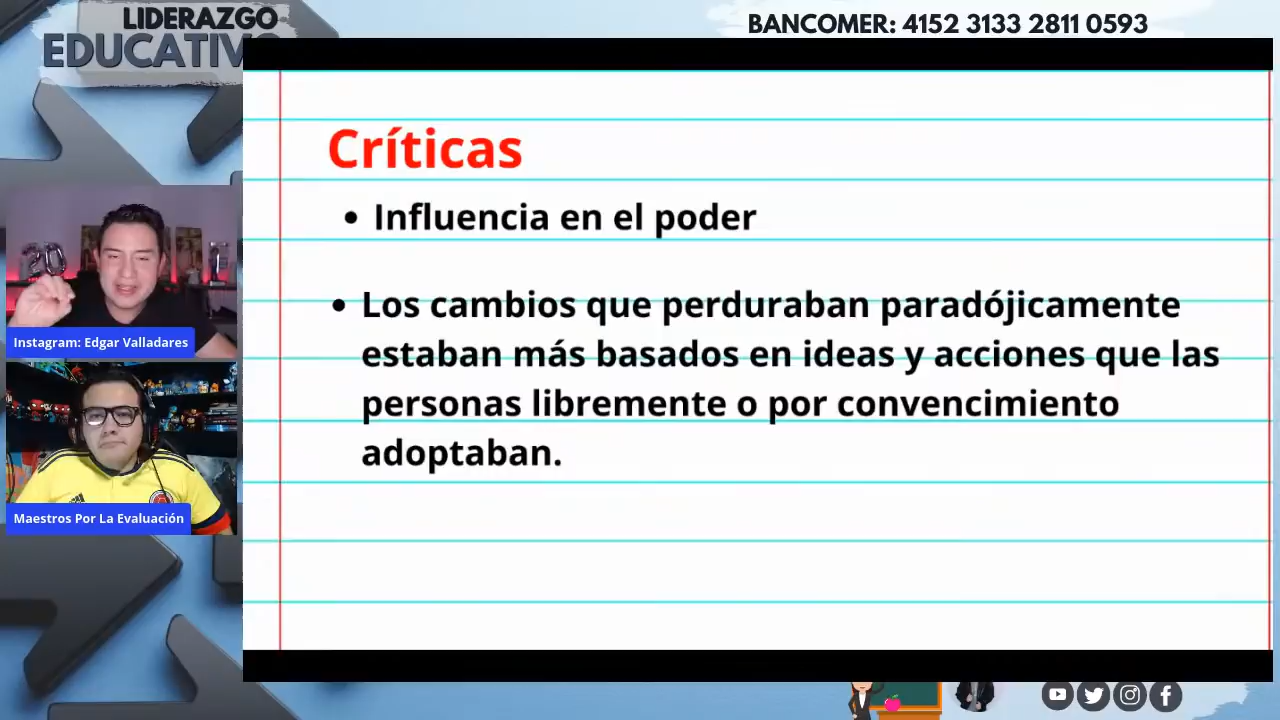 LIDERAZGO
EDUCATIVO
BANCOMER: 4152 3133 2811 0593
Críticas
• Influencia en el poder
• Los cambios que perduraban paradójicamente
estaban más basados en ideas y acciones que las
personas libremente o por convencimiento
adoptaban.
20
Instagram: Edgar Valladares
Maestros Por La Evaluación